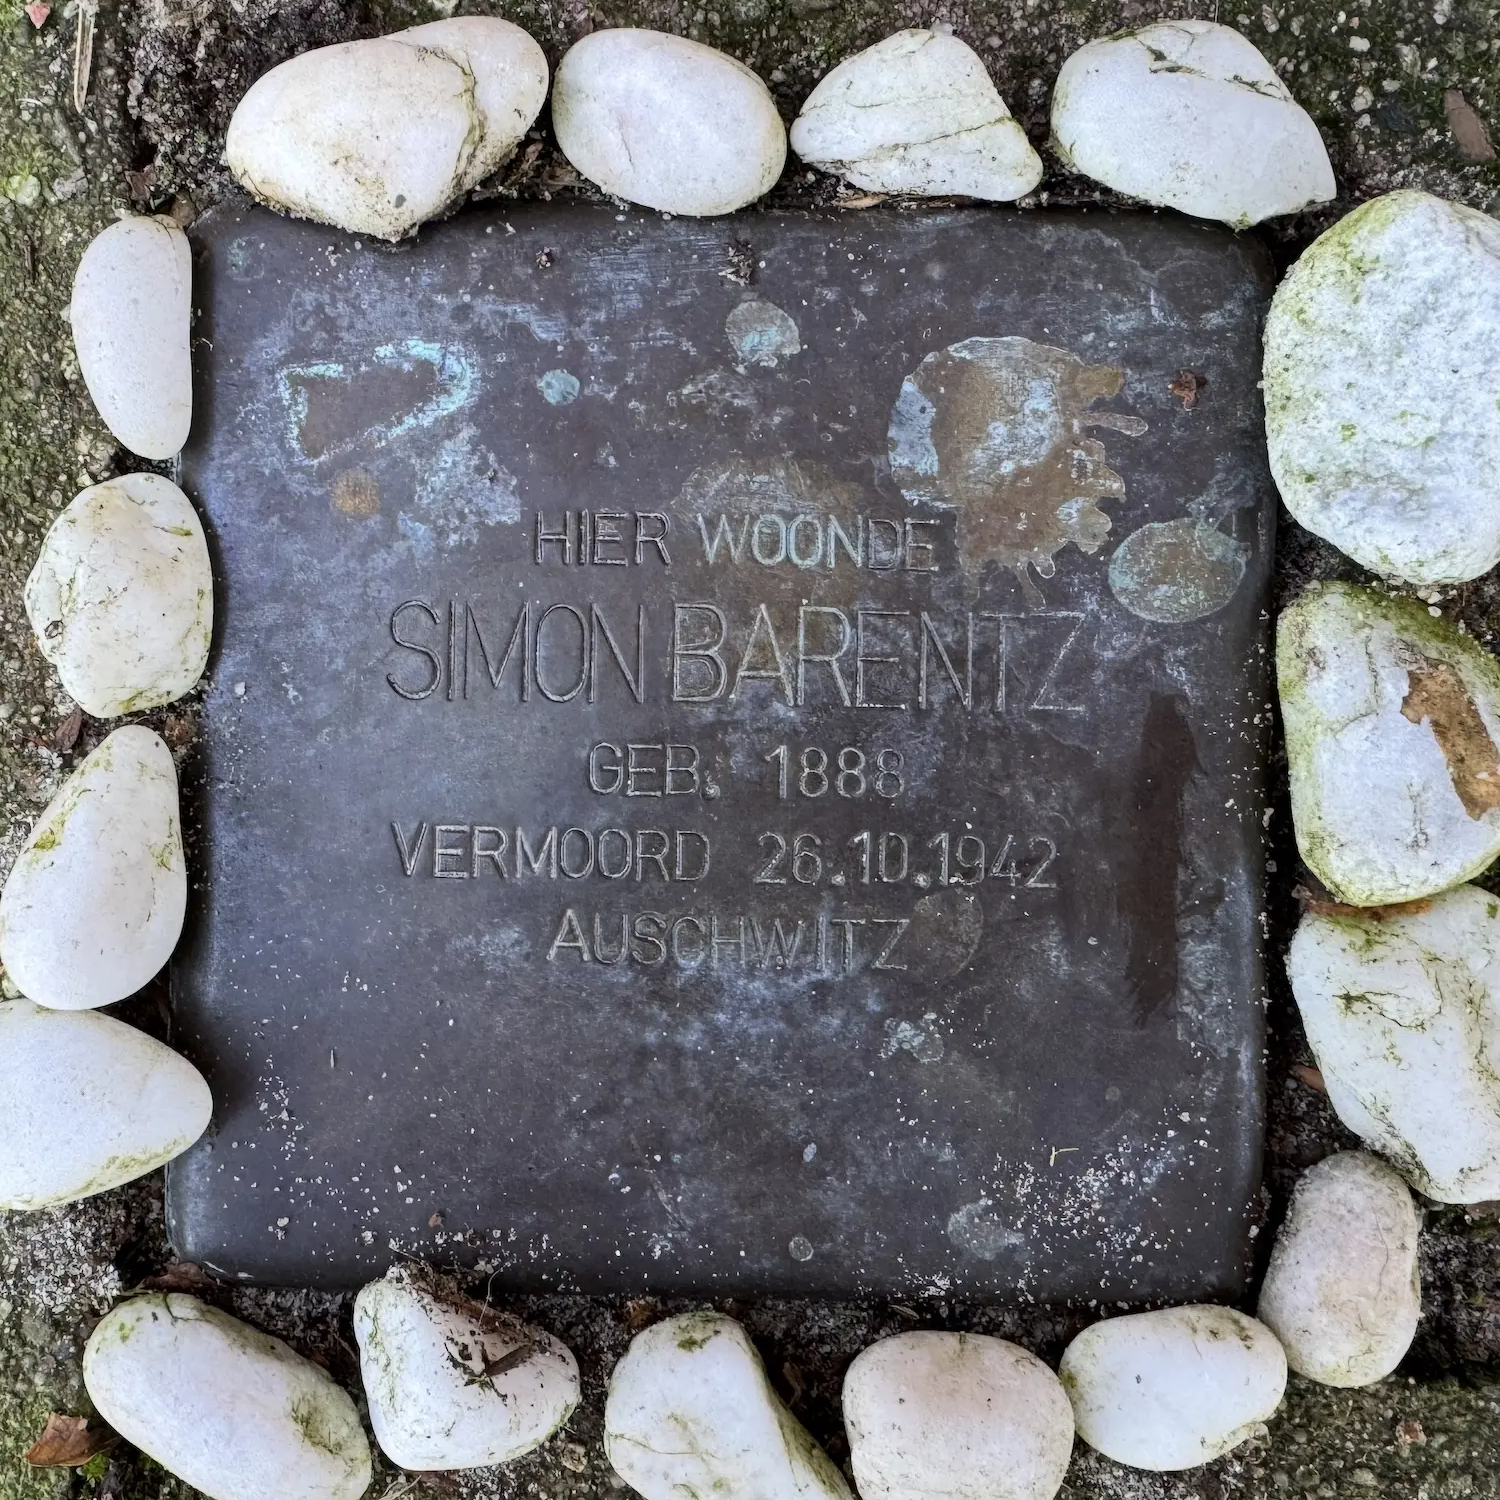 HIER WOONDE
SIMON BARENTZ
GEB. 1888
VERMOORD 26.10.1942
AUSCHWITZ